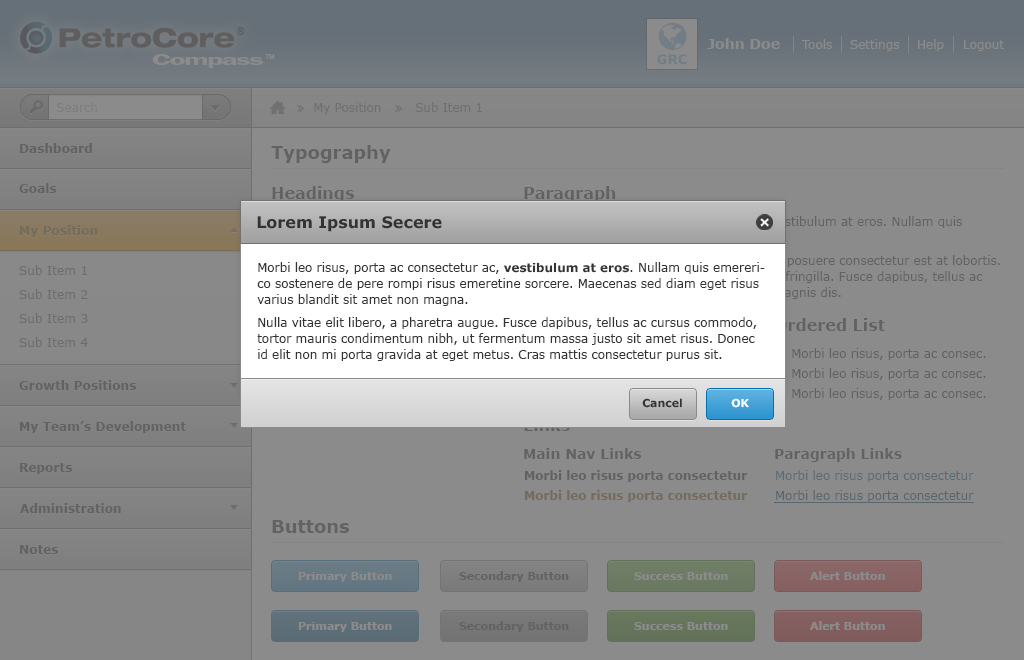 PetroCore®
Compass™
GRC
John Doe
Tools
Settings
Help
Logout
Search
» My Position » Sub Item 1
Dashboard
Goals
My Position
Sub Item 1
Sub Item 2
Sub Item 3
Sub Item 4
Growth Positions
My Team's Development
Reports
Administration
Notes
Typography
Headings
Paragraph
Lorem Ipsum Secere
Morbi leo risus, porta ac consectetur ac, vestibulum at eros. Nullam quis emereri-
co sostenere de pere rompi risus emeretine sorcere. Maecenas sed diam eget risus
varius blandit sit amet non magna.
Nulla vitae elit libero, a pharetra augue. Fusce dapibus, tellus ac cursus commodo,
tortor mauris condimentum nibh, ut fermentum massa justo sit amet risus. Donec
id elit non mi porta gravida at eget metus. Cras mattis consectetur purus sit.
Cancel
OK
at eros. Nullam quis
posuere consectetur est at lobortis.
fringilla. Fusce dapibus, tellus ac
dis.
List
Morbi leo risus, porta ac consec.
Morbi leo risus, porta ac consec.
Morbi leo risus, porta ac consec.
Links
Main Nav Links
Morbi leo risus porta consectetur
Morbi leo risus porta consectetur
Paragraph Links
Morbi leo risus porta consectetur
Morbi leo risus porta consectetur
Buttons
Primary Button
Secondary Button
Success Button
Alert Button
Primary Button
Secondary Button
Success Button
Alert Button